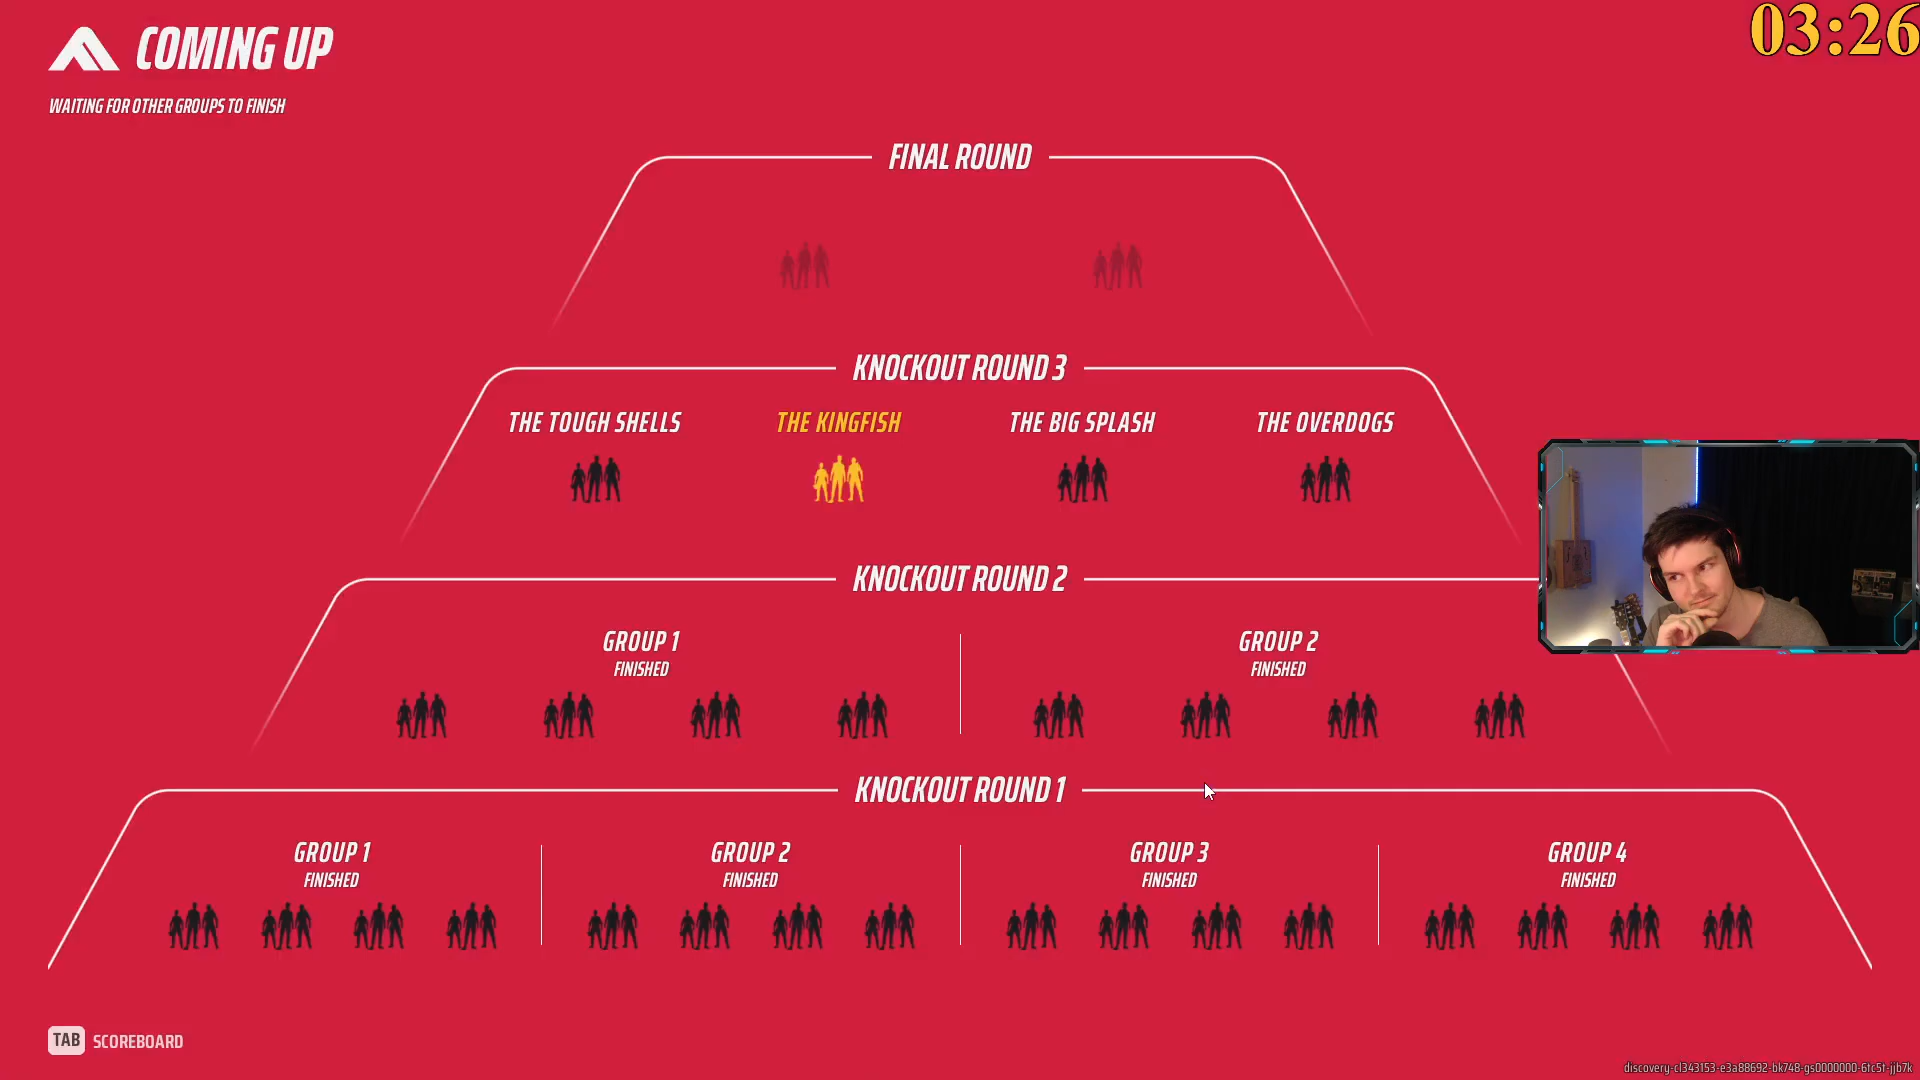 COMING UP
03:26
WAITING FOR OTHER GROUPS TO FINISH
FINAL ROUND
KNOCKOUT ROUND 3
THE TOUGH SHELLS
THE KINGFISH
THE BIG SPLASH
THE OVERDOGS
KNOCKOUT ROUND 2
GROUP 1
FINISHED
GROUP 2
FINISHED
KNOCKOUT ROUND 1
GROUP 1
FINISHED
GROUP 2
FINISHED
GROUP 3
FINISHED
GROUP 4
FINISHED
TAB SCOREBOARD